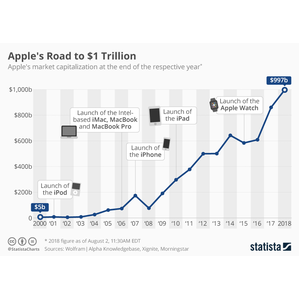 Apple's Road to $1 Trillion
Apple's market capitalization at the end of the respective year*
$997b
$1,000b
$800b
$600b
$400b
$200b
0
Launch of the Intel-
based iMac, MacBook
and MacBook Pro
Launch of
the iPad
Launch of the
Apple Watch
Launch of
the iPhone
Launch of
the iPod
$5b
2000 '01 '02 '03 '04 '05 '06 '07 '08 '09 '10 '11 '12 '13 '14 '15 '16 '17 2018
* 2018 figure as of August 2, 11:30AM EDT
@StatistaCharts Sources: Wolfram|Alpha Knowledgebase, Xignite, Morningstar
statista